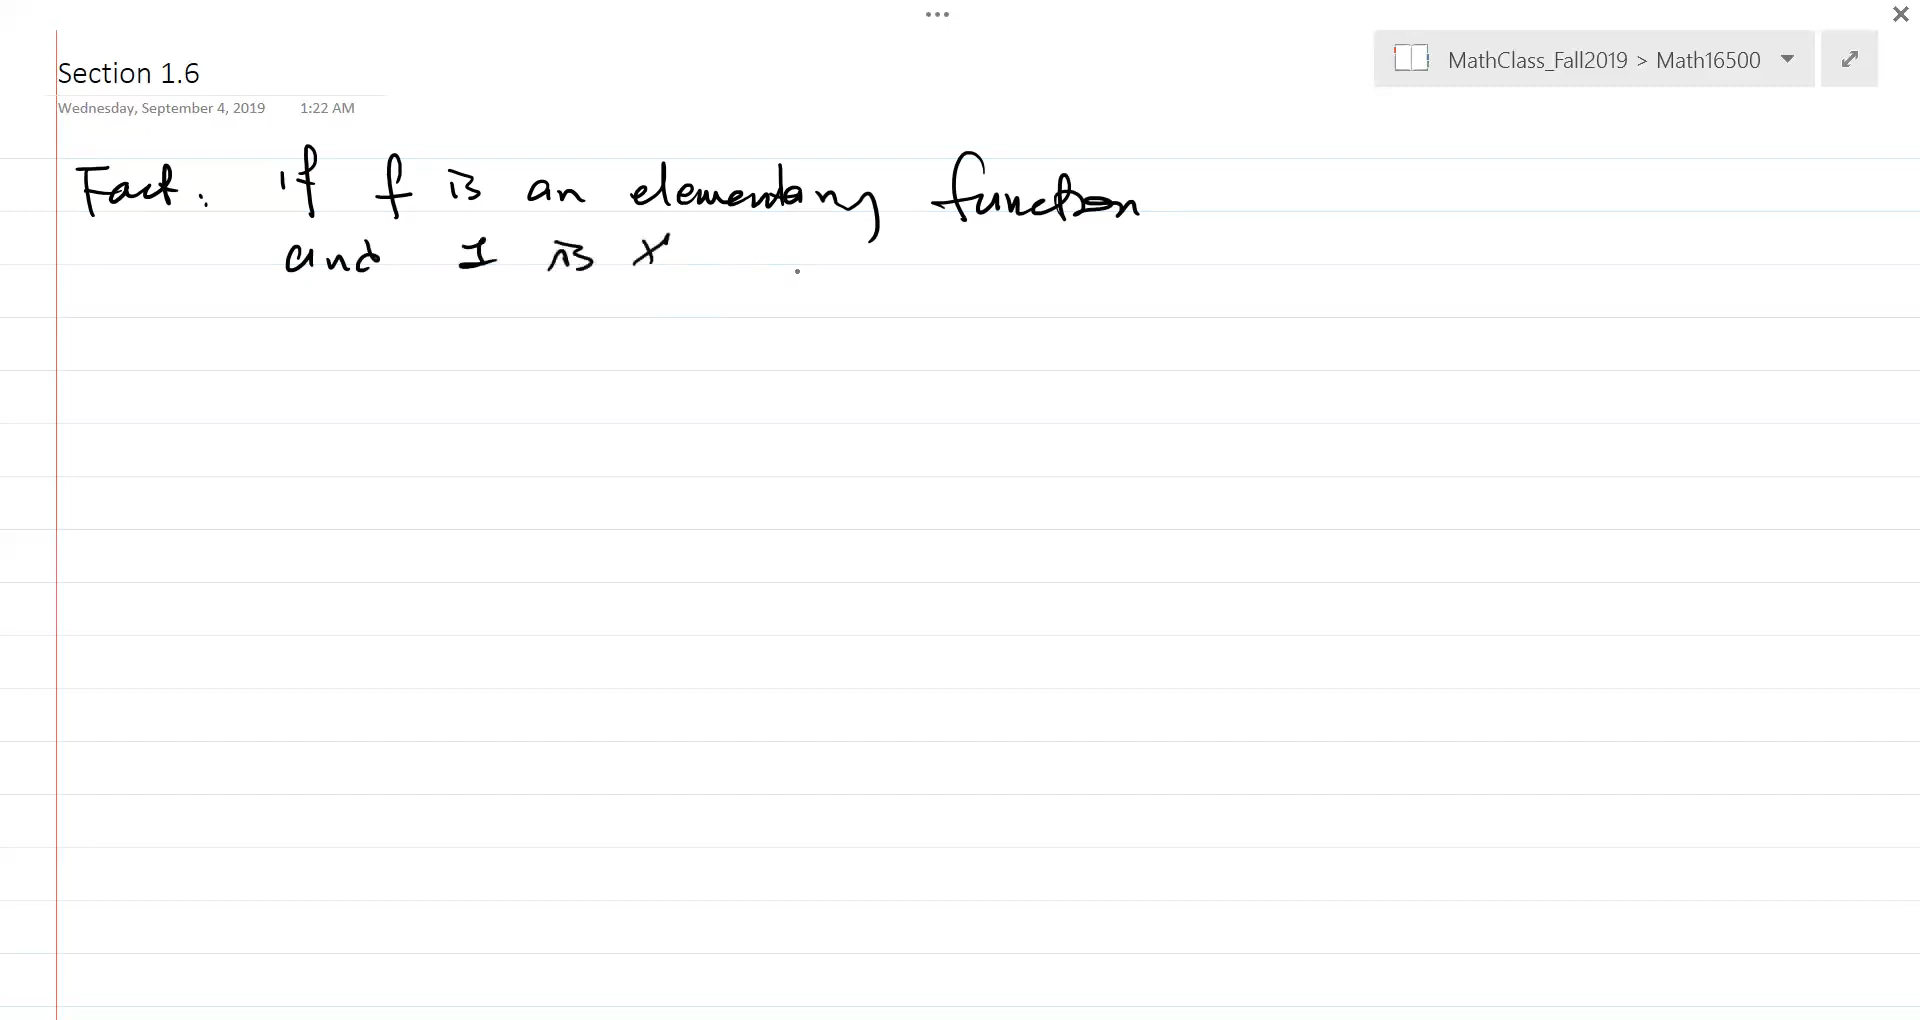 Section 1.6
MathClass_Fall2019 > Math16500
Wednesday, September 4, 2019 1:22 AM
Fact: if f is an elementary function
and I is